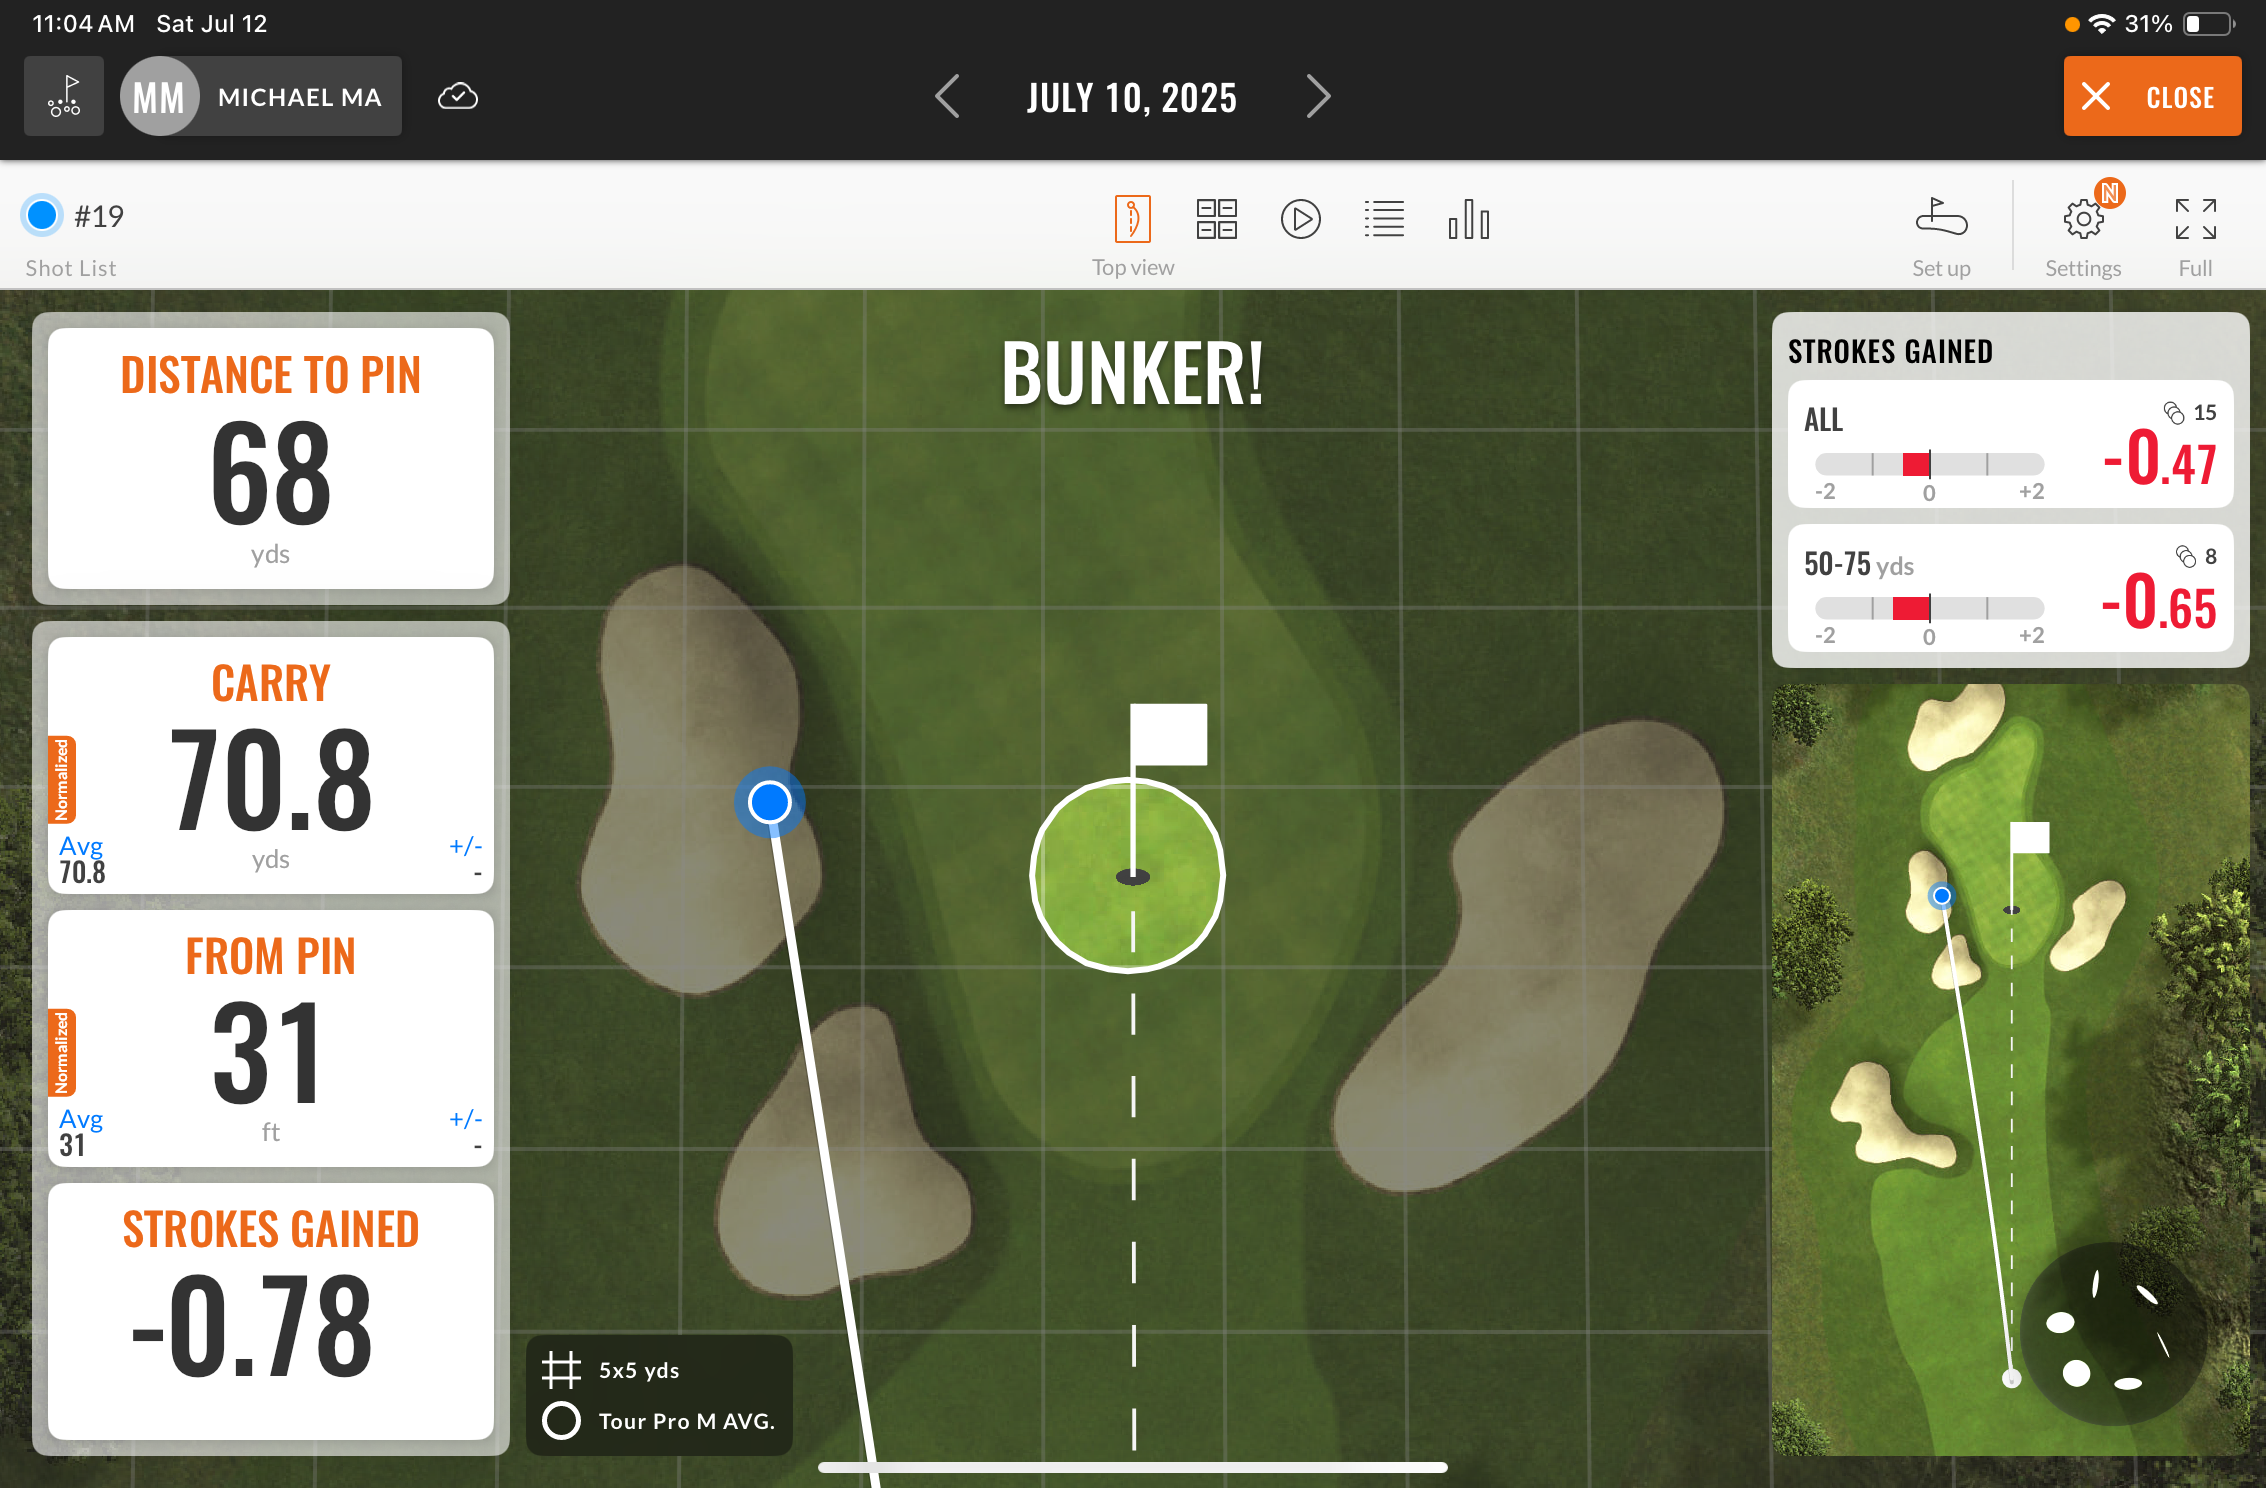 11:04 AM Sat Jul 12
31%
MM MICHAEL MA
JULY 10, 2025
CLOSE
#19
Shot List
Top view
N
Set up
Settings
Full
DISTANCE TO PIN
68
yds
CARRY
Normalized
70.8
yds
Avg
70.8
+/-
-
FROM PIN
Normalized
31
ft
Avg
31
+/-
-
STROKES GAINED
-0.78
BUNKER!
5x5 yds
Tour Pro M AVG.
STROKES GAINED
ALL
15
-0.47
-2 0 +2
50-75 yds
8
-0.65
-2 0 +2